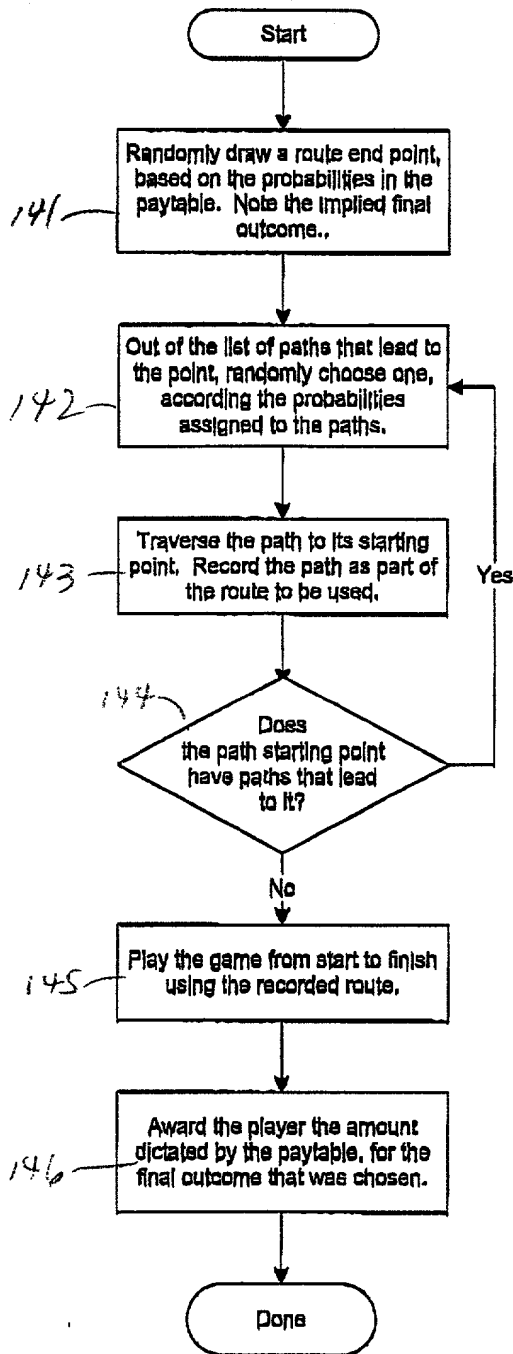 Start
141
Randomly draw a route end point,
based on the probabilities in the
paytable. Note the implied final
outcome..
142
Out of the list of paths that lead to
the point, randomly choose one,
according the probabilities
assigned to the paths.
143
Traverse the path to its starting
point. Record the path as part of
the route to be used.
Yes
144
Does
the path starting point
have paths that lead
to it?
No
145
Play the game from start to finish
using the recorded route.
146
Award the player the amount
dictated by the paytable, for the
final outcome that was chosen.
Done